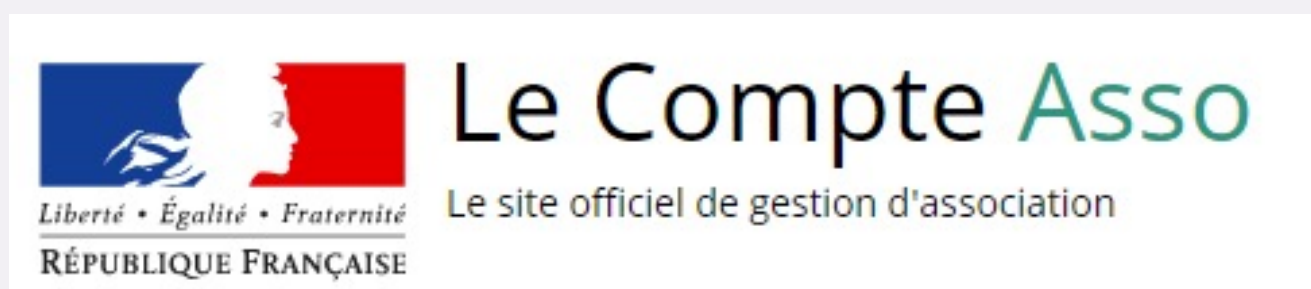 Le Compte Asso
Le site officiel de gestion d'association
Liberté • Égalité • Fraternité
RÉPUBLIQUE FRANÇAISE